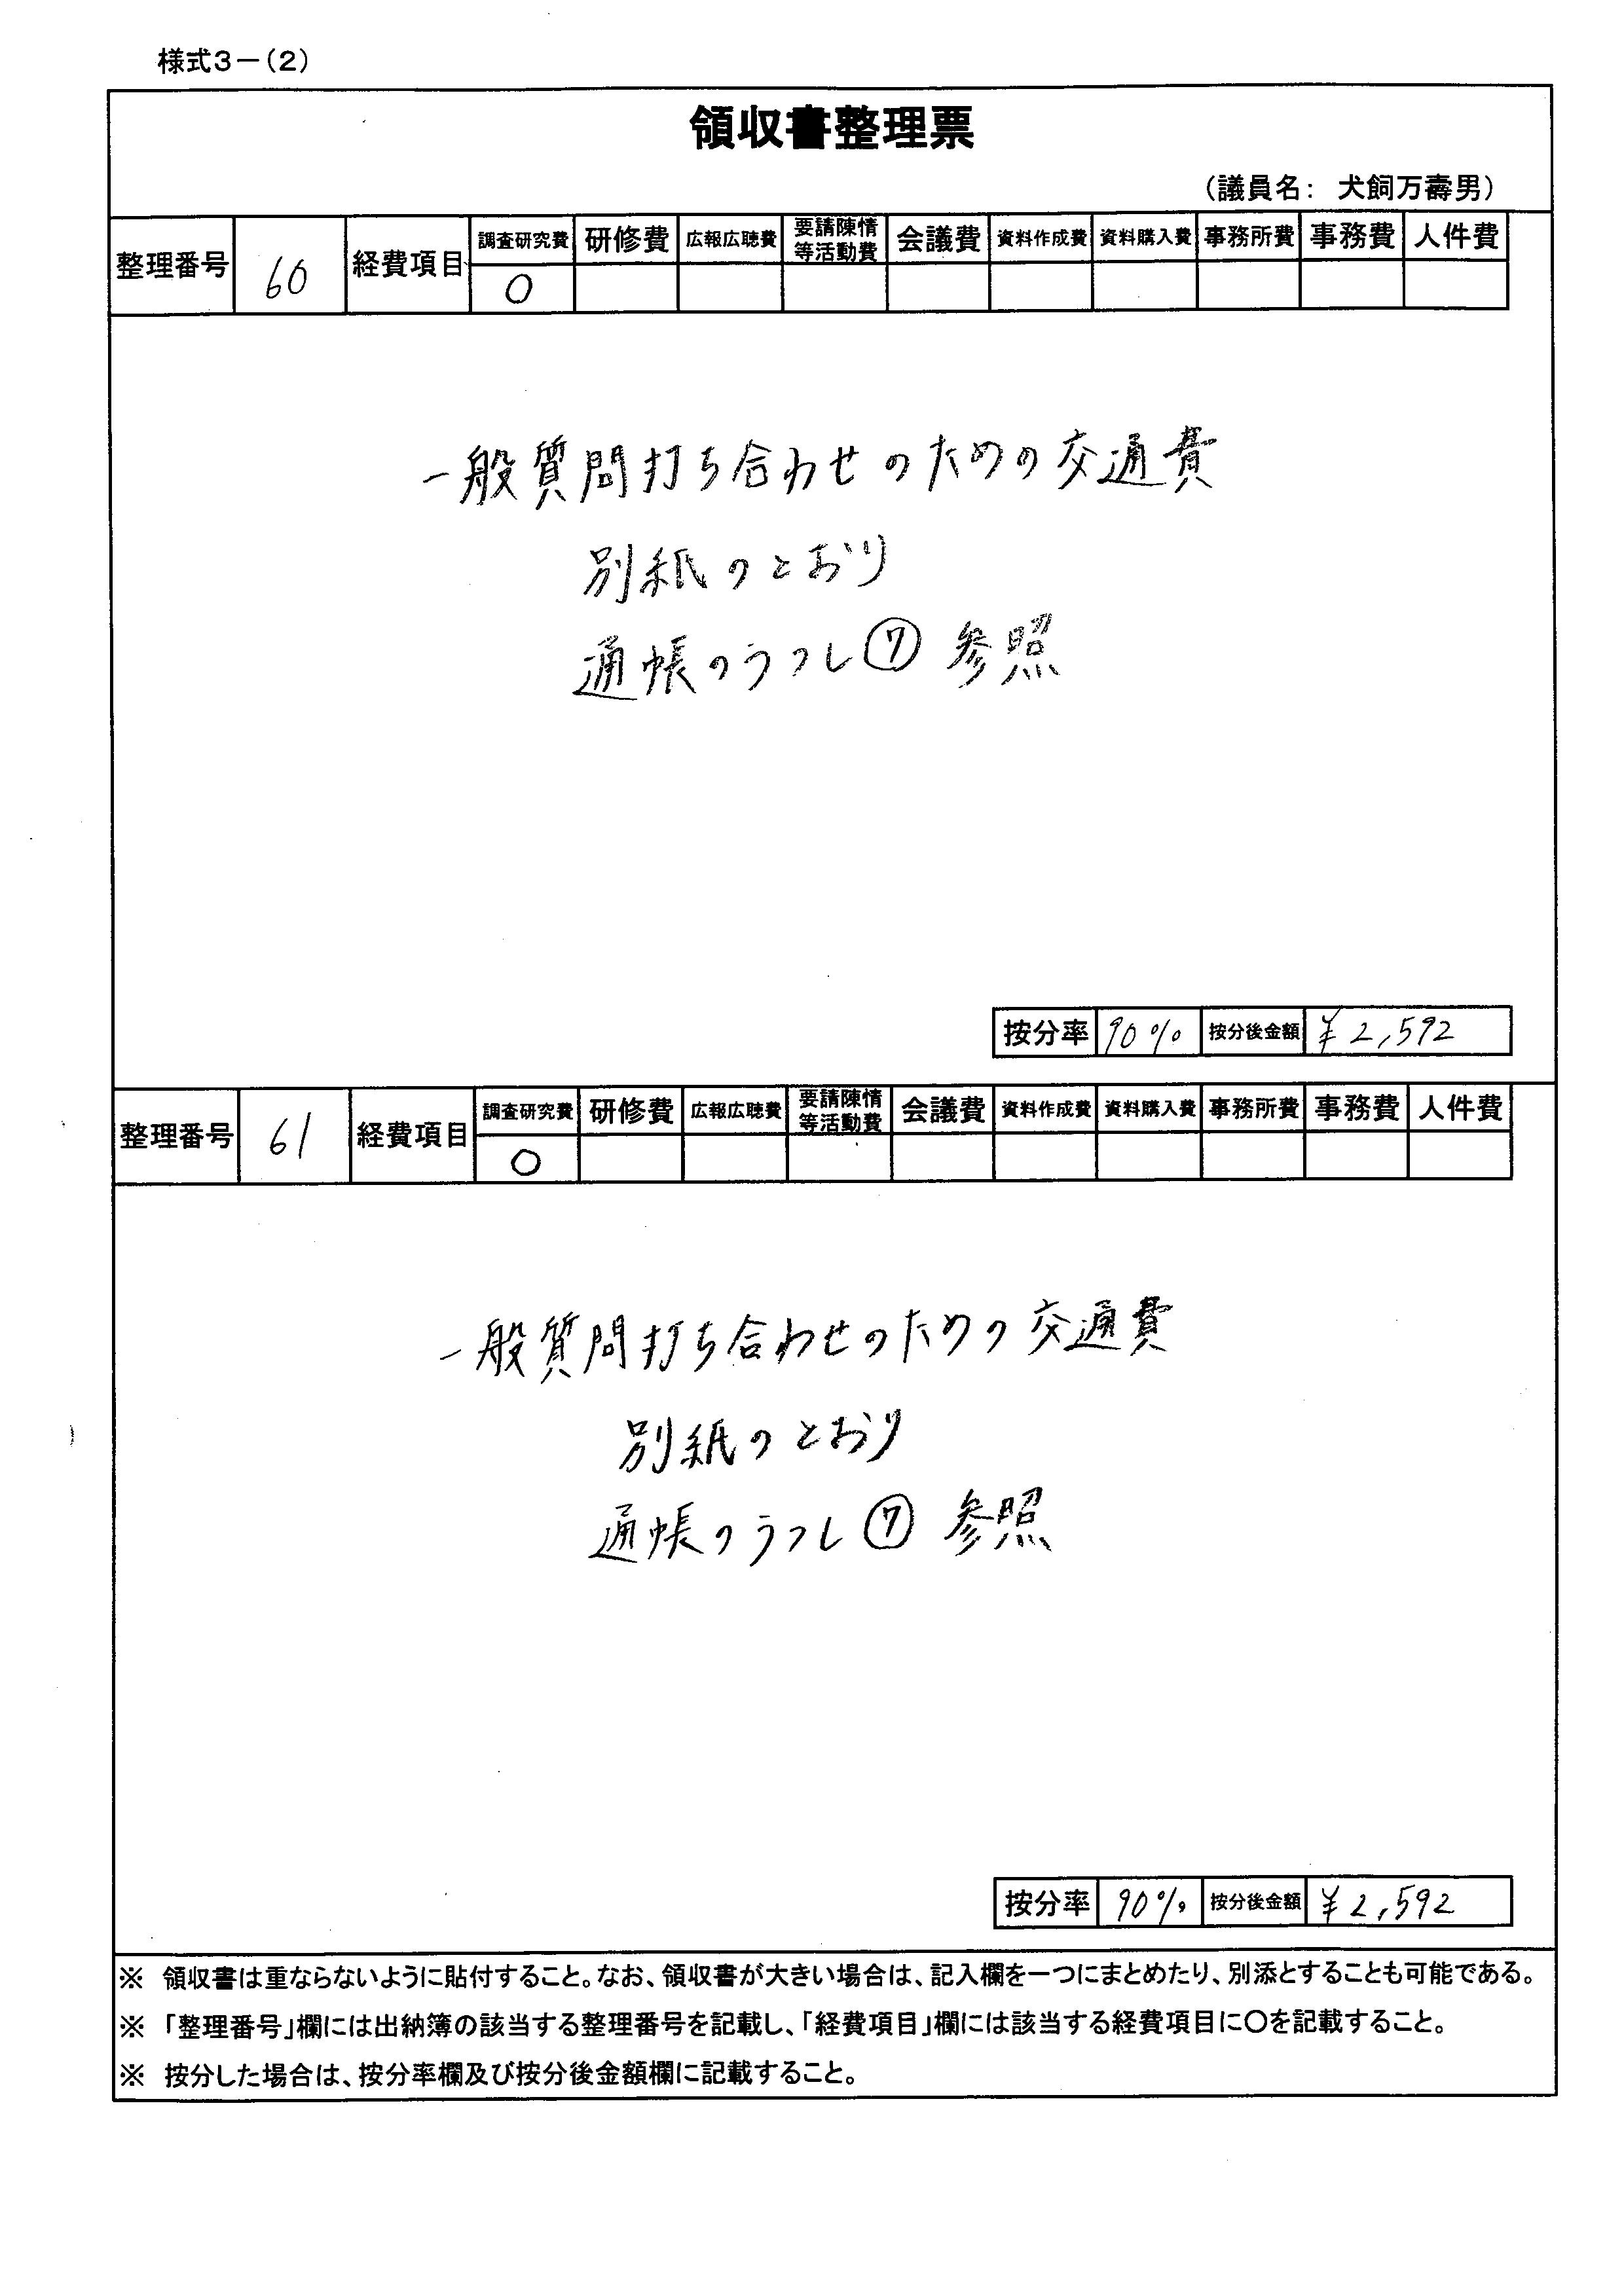 様式3-(2)
領収書整理票
(議員名： 犬飼万壽男)
整理番号 60 経費項目 調査研究費 研修費 広報広聴費 要請陳情等活動費 会議費 資料作成費 資料購入費 事務所費 事務費 人件費
○
一般質問打ち合わせのための交通費
別紙のとおり
通帳のうつし⑦ 参照
按分率 90% 按分後金額 ¥2,592
整理番号 61 経費項目 調査研究費 研修費 広報広聴費 要請陳情等活動費 会議費 資料作成費 資料購入費 事務所費 事務費 人件費
○
一般質問打ち合わせのための交通費
別紙のとおり
通帳のうつし⑦ 参照
按分率 90% 按分後金額 ¥2,592
※ 領収書は重ならないように貼付すること。なお、領収書が大きい場合は、記入欄を一つにまとめたり、別添とすることも可能である。
※ 「整理番号」欄には出納簿の該当する整理番号を記載し、「経費項目」欄には該当する経費項目に○を記載すること。
※ 按分した場合は、按分率欄及び按分後金額欄に記載すること。